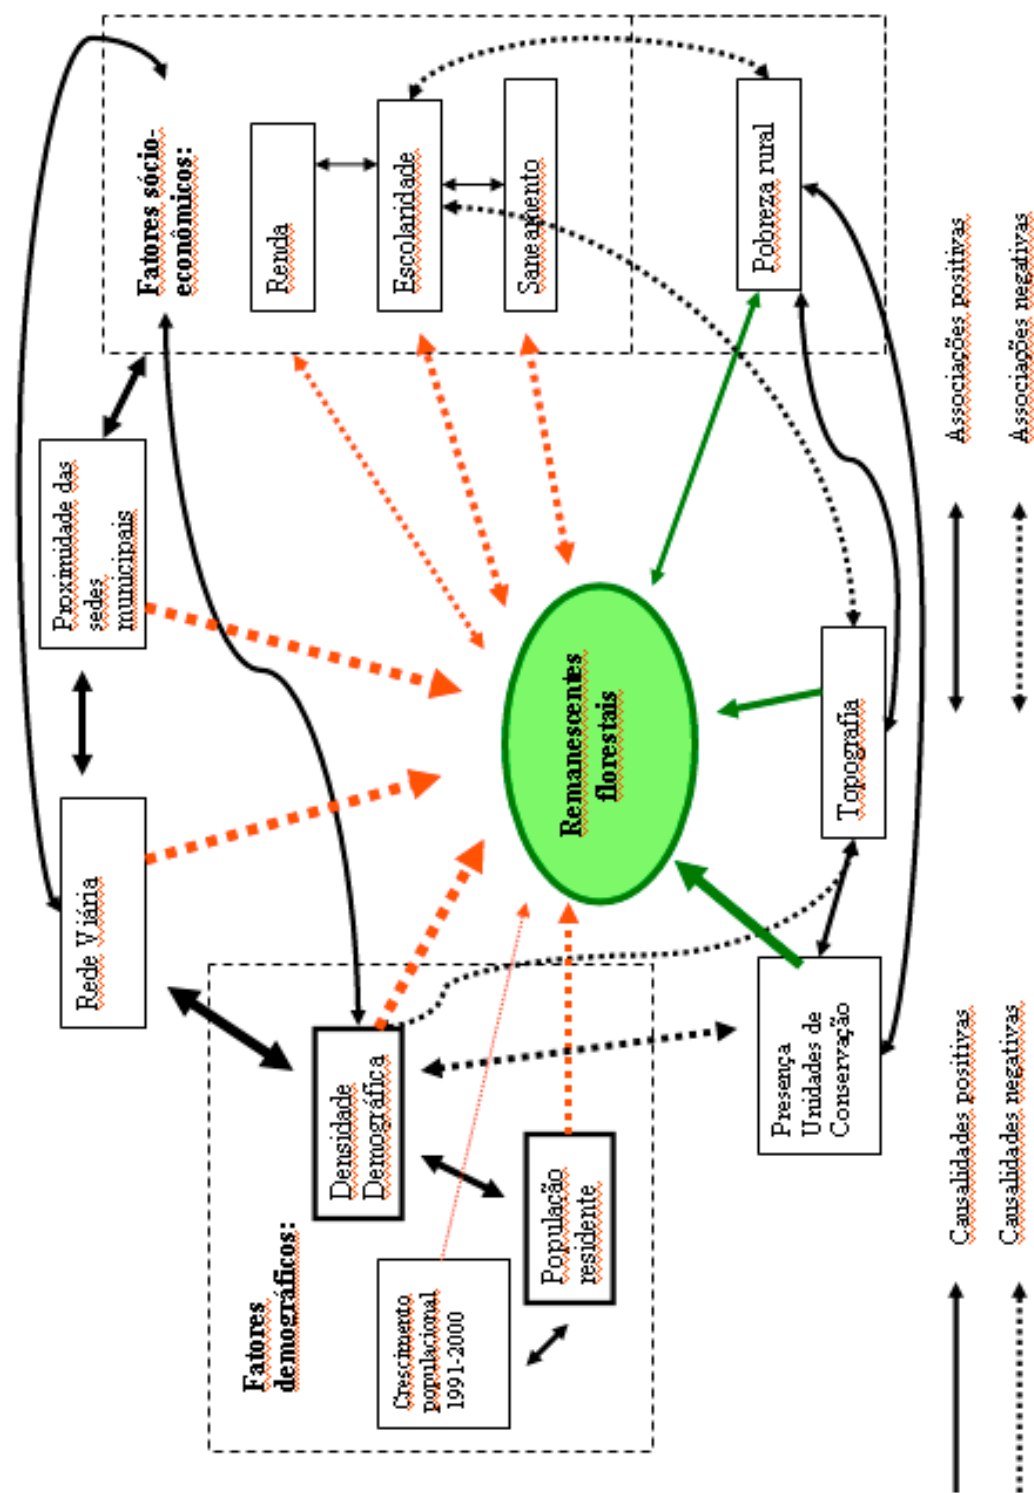 Rede Viária
Proximidade das
sedes
municipais
Fatores sócio-
econômicos:
Fatores
demográficos:
Renda
Densidade
Demográfica
Escolaridade
Crescimento
populacional
1991-2000
Saneamento
População
residente
Remanescentes
florestais
Pobreza rural
Presença
Unidades de
Conservação
Topografia
Causalidades positivas
Associações positivas
Causalidades negativas
Associações negativas